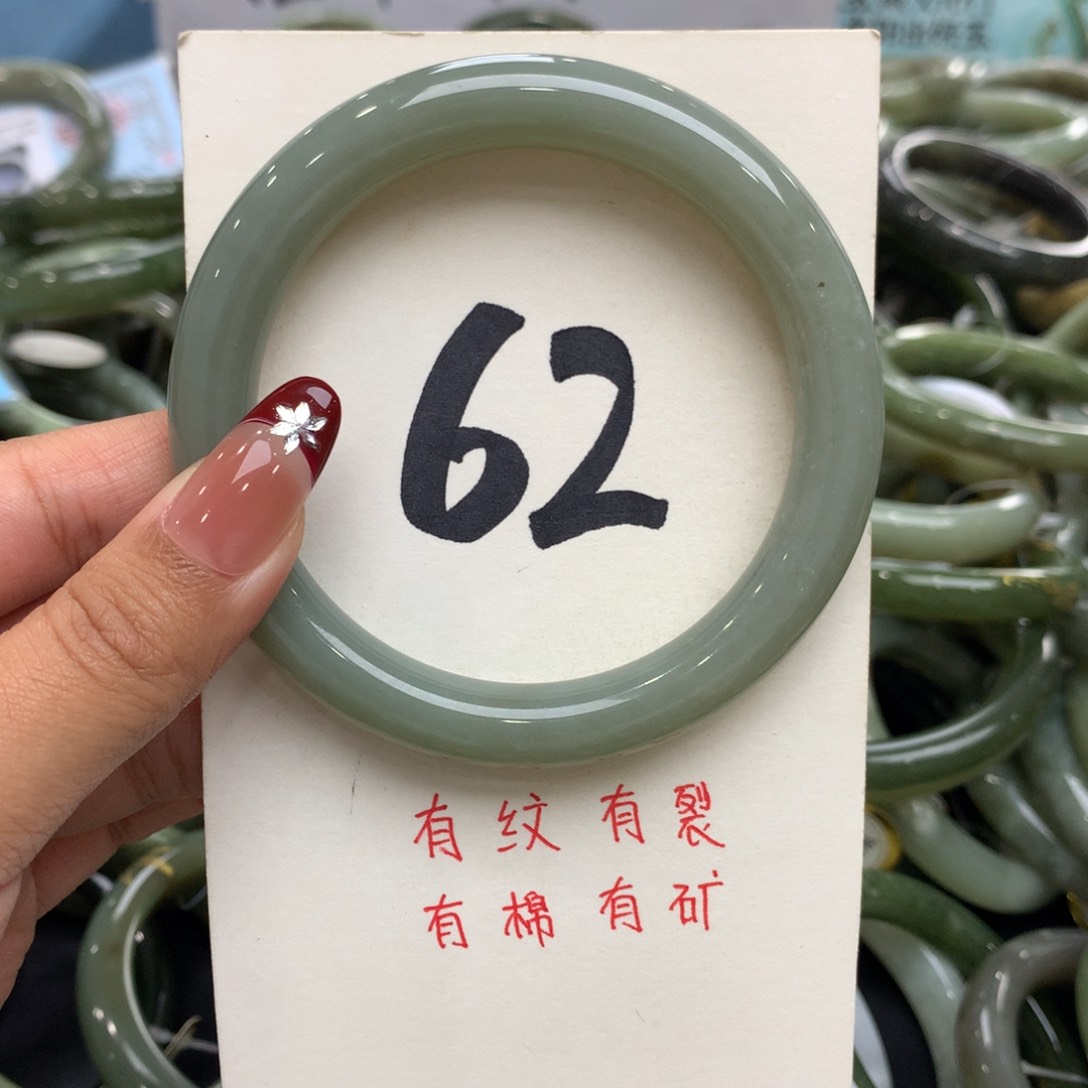 62
有纹 有裂
有棉 有矿